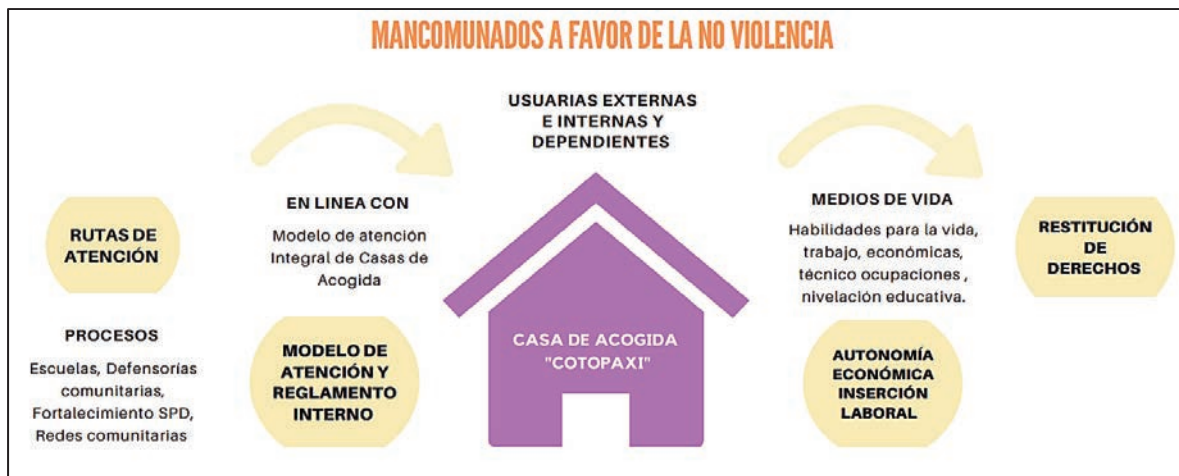 MANCOMUNADOS A FAVOR DE LA NO VIOLENCIA
RUTAS DE
ATENCIÓN
PROCESOS
Escuelas, Defensorías
comunitarias,
Fortalecimiento SPD,
Redes comunitarias
EN LINEA CON
Modelo de atención
Integral de Casas de
Acogida
MODELO DE
ATENCIÓN Y
REGLAMENTO
INTERNO
USUARIAS EXTERNAS
E INTERNAS Y
DEPENDIENTES
CASA DE ACOGIDA
"COTOPAXI"
MEDIOS DE VIDA
Habilidades para la vida,
trabajo, económicas,
técnico ocupaciones ,
nivelación educativa.
AUTONOMÍA
ECONÓMICA
INSERCIÓN
LABORAL
RESTITUCIÓN
DE
DERECHOS